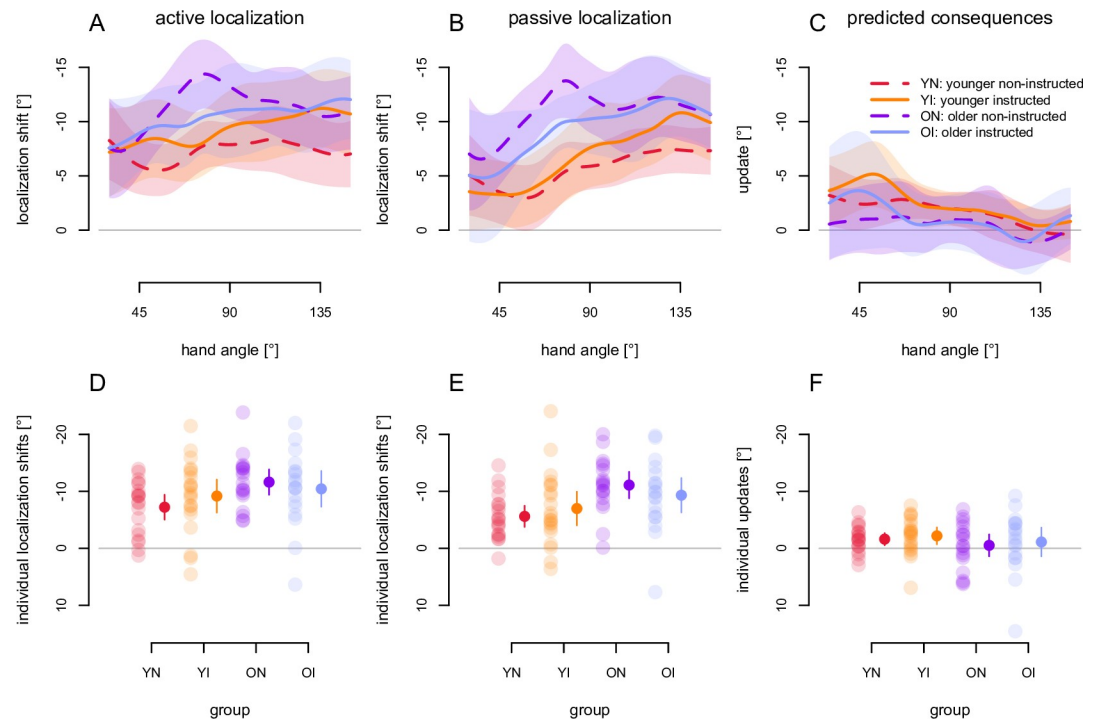 A active localization
B passive localization
C predicted consequences
localization shift [°]
-15
-10
-5
0
45 90 135
hand angle [°]
localization shift [°]
-15
-10
-5
0
45 90 135
hand angle [°]
update [°]
-15
-10
-5
0
YN: younger non-instructed
YI: younger instructed
ON: older non-instructed
OI: older instructed
45 90 135
hand angle [°]
D
individual localization shifts [°]
-20
-10
0
10
YN YI ON OI
group
E
individual localization shifts [°]
-20
-10
0
10
YN YI ON OI
group
F
individual updates [°]
-20
-10
0
10
YN YI ON OI
group